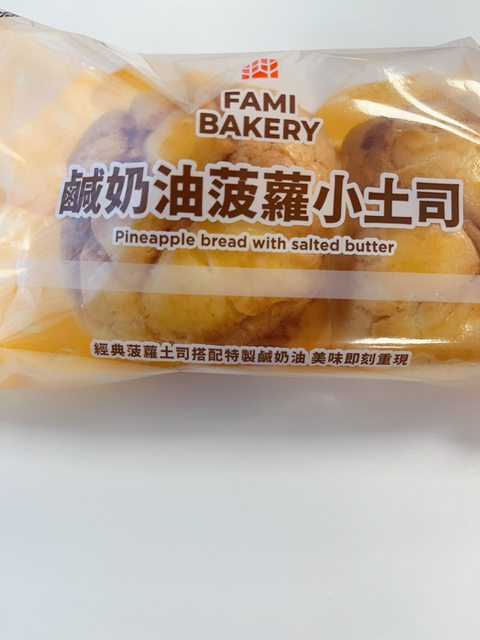 FAMI
BAKERY
鹹奶油菠蘿小土司
Pineapple bread with salted butter
經典菠蘿土司搭配特製鹹奶油 美味即刻重現